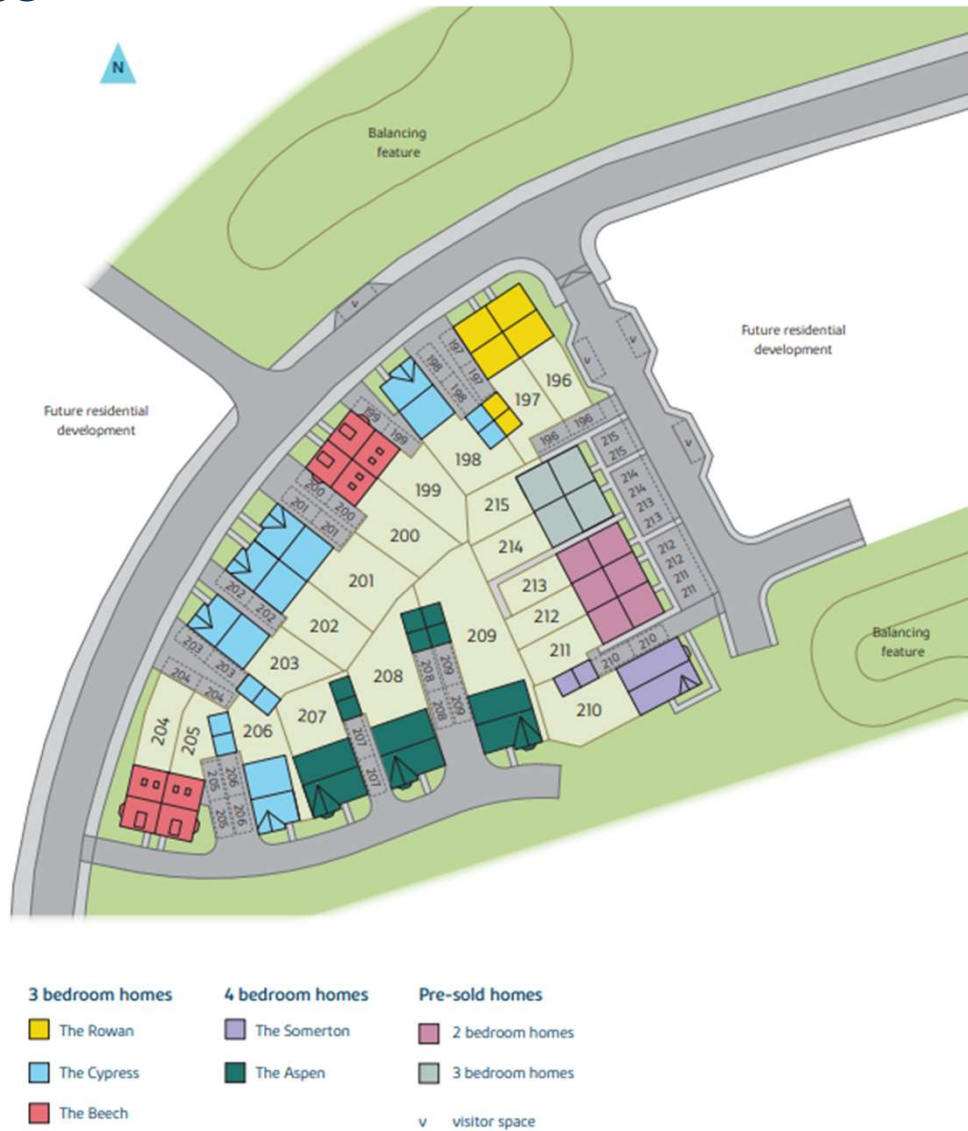 N
Balancing
feature
v
Future residential
development
Future residential
development
v
v
v
197
197
198
198
196
197
196
196
199
199
198
215
215
215
214
214
213
213
199
200
200
200
201
201
214
212
212
211
211
201
213
212
202
202
202
209
211
210
210
Balancing
feature
203
203
203
204
204
208
208
209
208
209
210
204
205
206
207
207
207
205
206
205
206
3 bedroom homes
The Rowan
The Cypress
The Beech
4 bedroom homes
The Somerton
The Aspen
Pre-sold homes
2 bedroom homes
3 bedroom homes
v visitor space